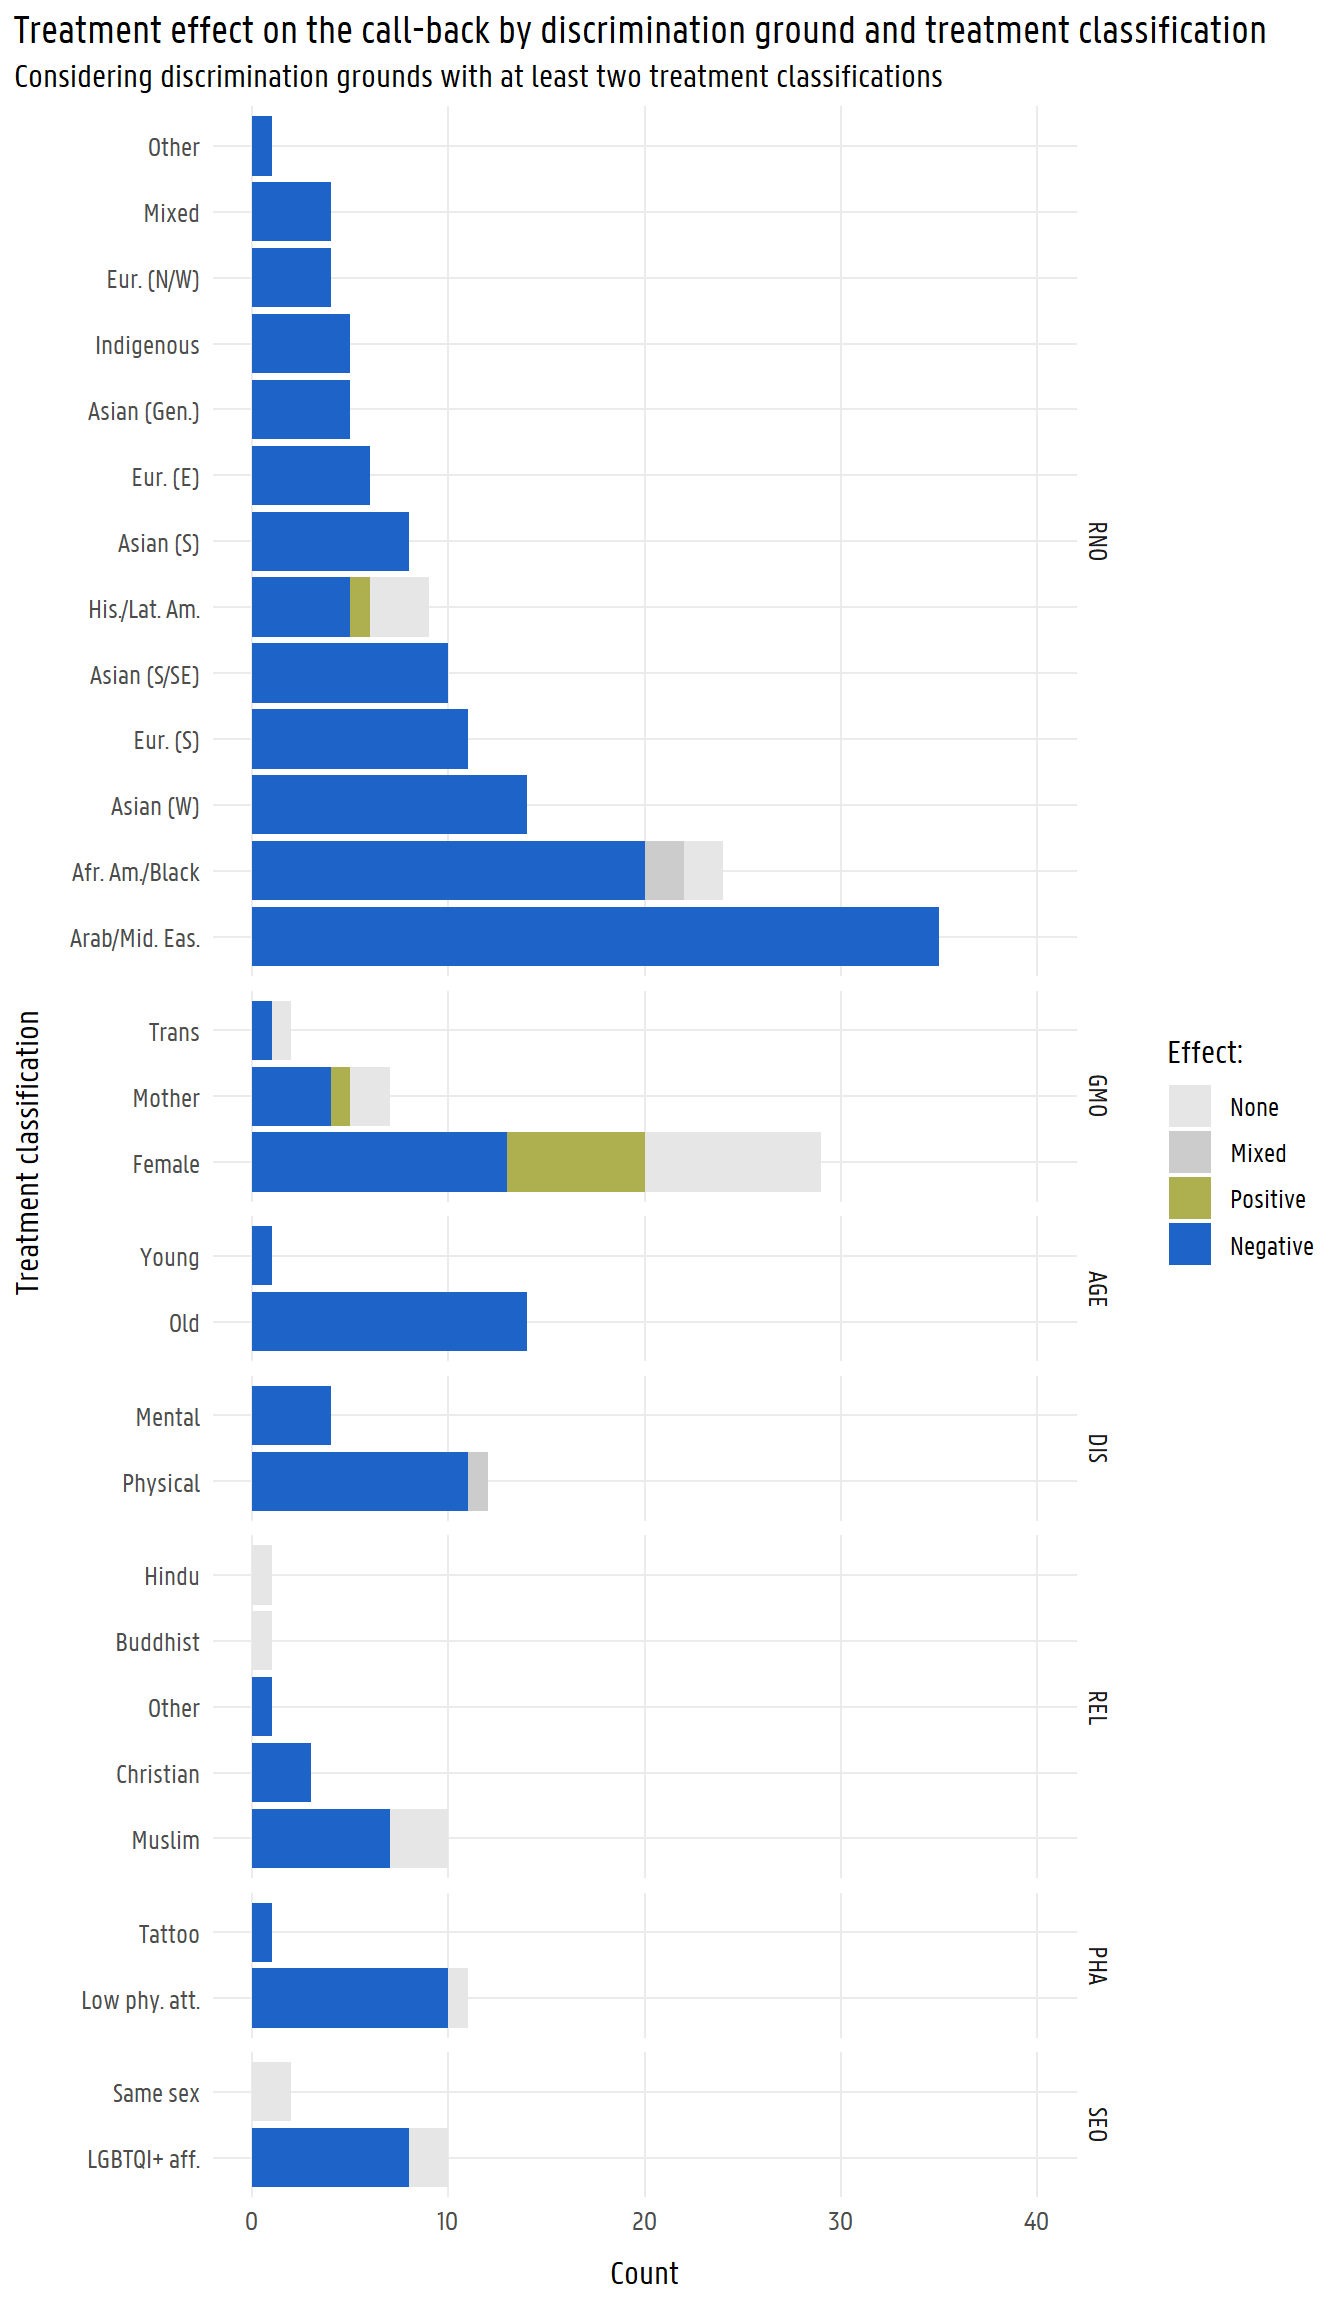 Treatment effect on the call-back by discrimination ground and treatment classification
Considering discrimination grounds with at least two treatment classifications
Treatment classification
Other
Mixed
Eur. (N/W)
Indigenous
Asian (Gen.)
Eur. (E)
Asian (S)
His./Lat. Am.
Asian (S/SE)
Eur. (S)
Asian (W)
Afr. Am./Black
Arab/Mid. Eas.
RNO
Trans
Mother
Female
GMO
Young
Old
AGE
Mental
Physical
DIS
Hindu
Buddhist
Other
Christian
Muslim
REL
Tattoo
Low phy. att.
PHA
Same sex
LGBTQI+ aff.
SEO
0 10 20 30 40
Count
Effect:
None
Mixed
Positive
Negative